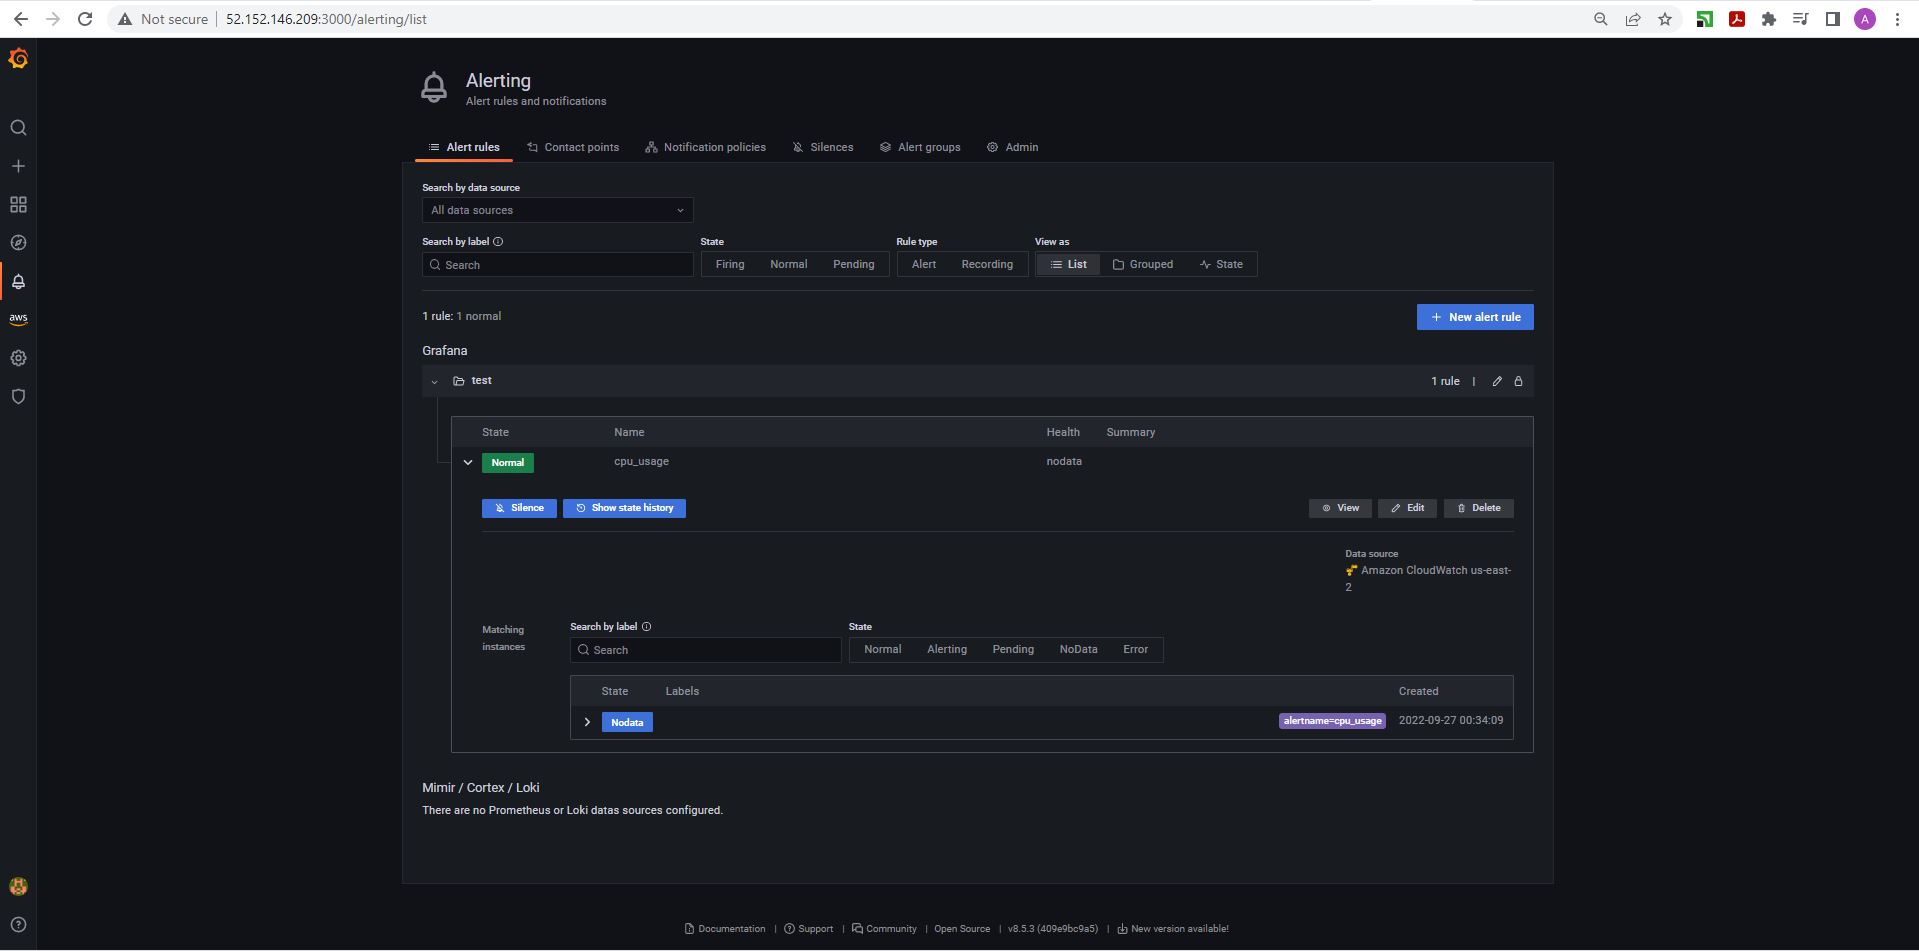 Not secure | 52.152.146.209:3000/alerting/list
A
Alerting
Alert rules and notifications
Alert rules Contact points Notification policies Silences Alert groups Admin
Search by data source
All data sources
Search by label State Rule type View as
Search Firing Normal Pending Alert Recording List Grouped State
1 rule: 1 normal + New alert rule
Grafana
test 1 rule |
State Name Health Summary
Normal cpu_usage nodata
Silence Show state history View Edit Delete
Data source
Amazon CloudWatch us-east-
2
Matching
instances
Search by label State
Search Normal Alerting Pending NoData Error
State Labels Created
Nodata alertname=cpu_usage 2022-09-27 00:34:09
Mimir / Cortex / Loki
There are no Prometheus or Loki datas sources configured.
aws
Documentation | Support | Community | Open Source | v8.5.3 (409e9bc9a5) | New version available!